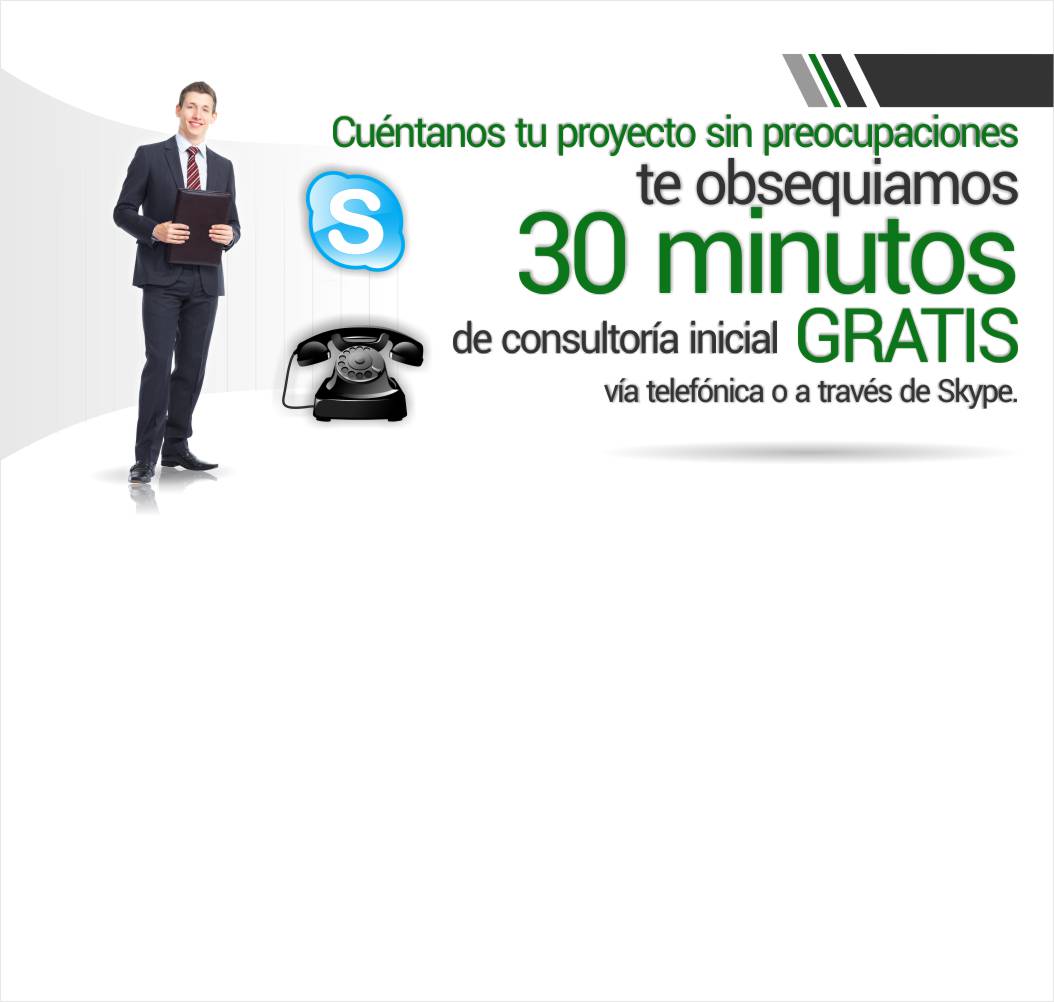 Cuéntanos tu proyecto sin preocupaciones
te obsequiamos
S
30 minutos
de consultoría inicial GRATIS
vía telefónica o a través de Skype.